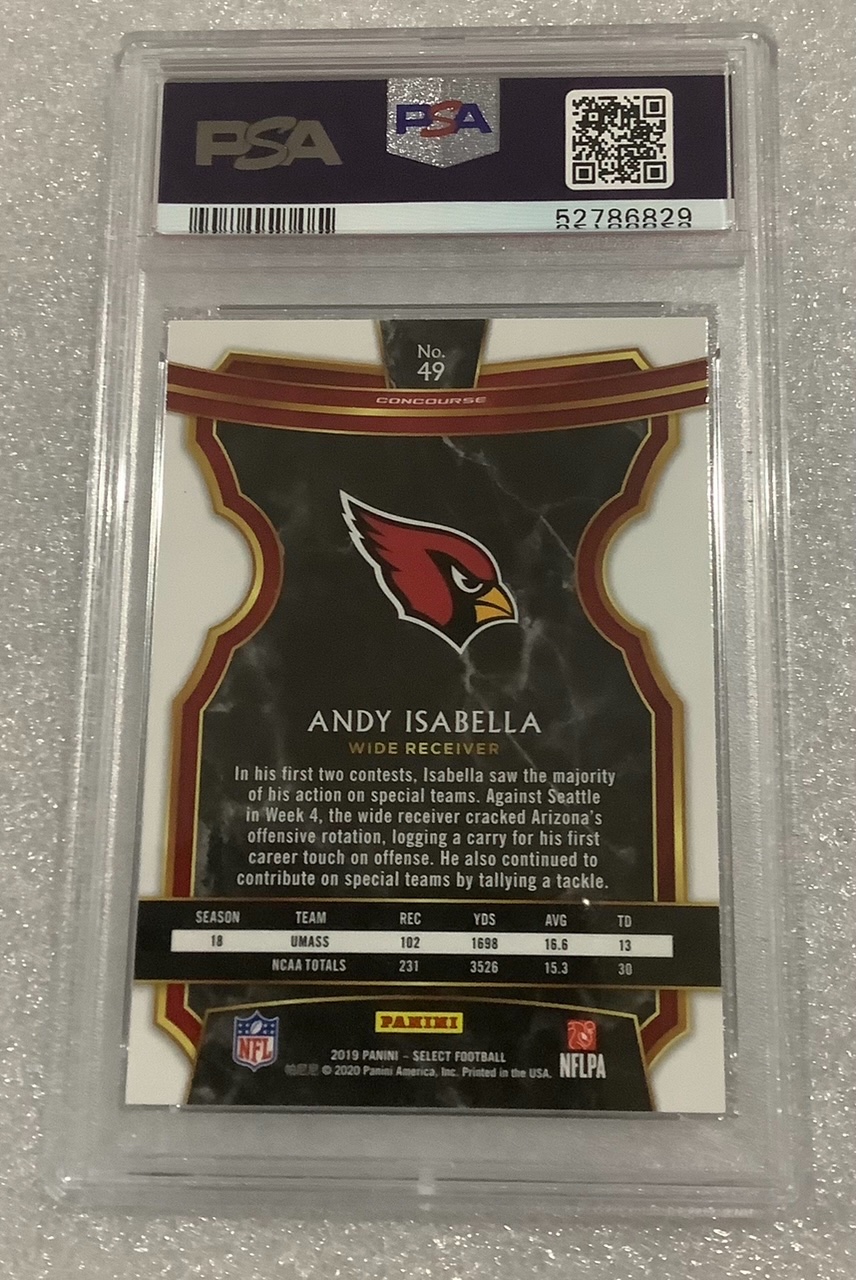 PSA
PSA
52786829
No.
49
CONCOURSE
ANDY ISABELLA
WIDE RECEIVER
In his first two contests, Isabella saw the majority
of his action on special teams. Against Seattle
in Week 4, the wide receiver cracked Arizona's
offensive rotation, logging a carry for his first
career touch on offense. He also continued to
contribute on special teams by tallying a tackle.
SEASON TEAM REC YDS AVG TD
18 UMASS 102 1698 16.6 13
NCAA TOTALS 231 3526 15.3 30
NFL
PANINI
NFLPA
2019 PANINI – SELECT FOOTBALL
帕尼尼 © 2020 Panini America, Inc. Printed in the USA.